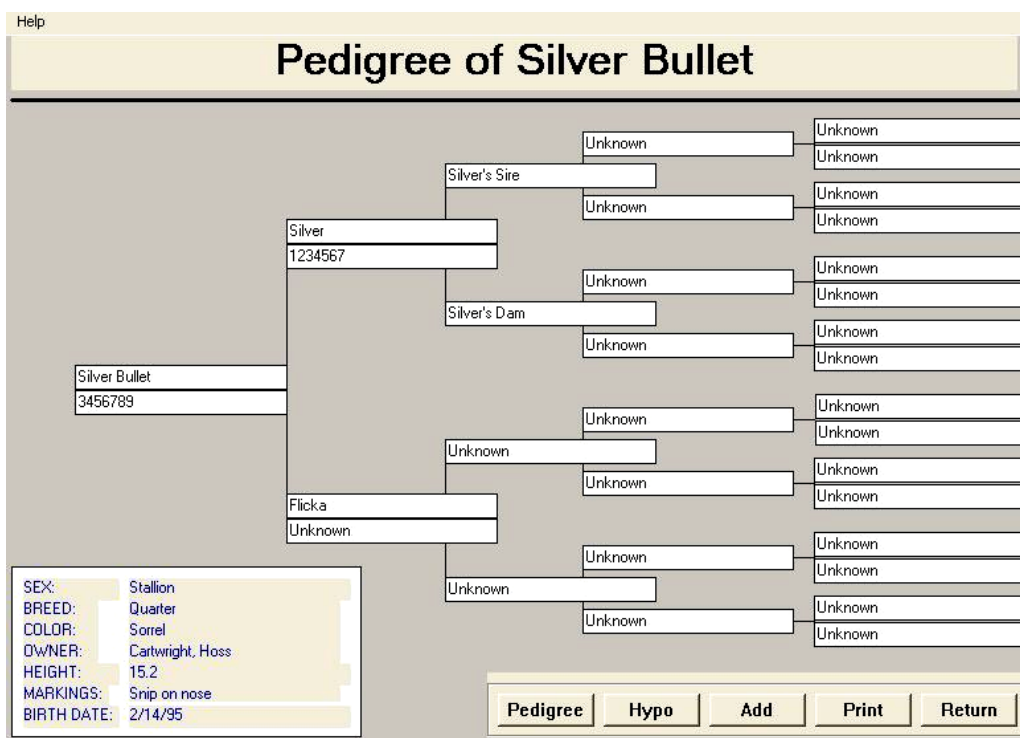 Help
Pedigree of Silver Bullet
Unknown
Unknown
Unknown
Silver's Sire
Unknown
Unknown
Unknown
Silver
1234567
Unknown
Unknown
Unknown
Silver's Dam
Unknown
Unknown
Unknown
Silver Bullet
3456789
Unknown
Unknown
Unknown
Unknown
Unknown
Unknown
Unknown
Flicka
Unknown
Unknown
Unknown
Unknown
Unknown
Unknown
Unknown
Unknown
SEX: Stallion
BREED: Quarter
COLOR: Sorrel
OWNER: Cartwright, Hoss
HEIGHT: 15.2
MARKINGS: Snip on nose
BIRTH DATE: 2/14/95
Pedigree Hypo Add Print Return